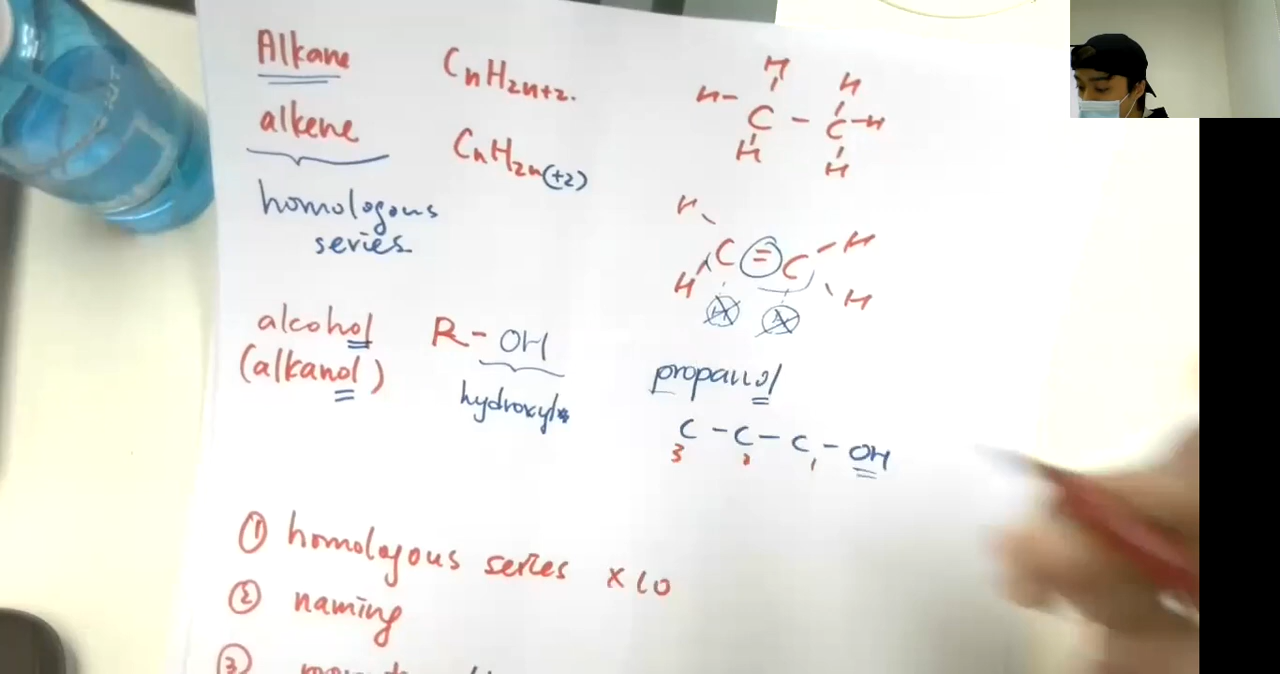 Alkane
CnH2n+2.
alkene
CnH2n(+2)
homologous
series
alcohol
(alkanol)
R-OH
hydroxyl
H
H-
C - C-H
H
H
H
H
C = C
H
H
H
H
H
propanol
C - C - C - OH
3 2 1
① homologous series x10
② naming
③